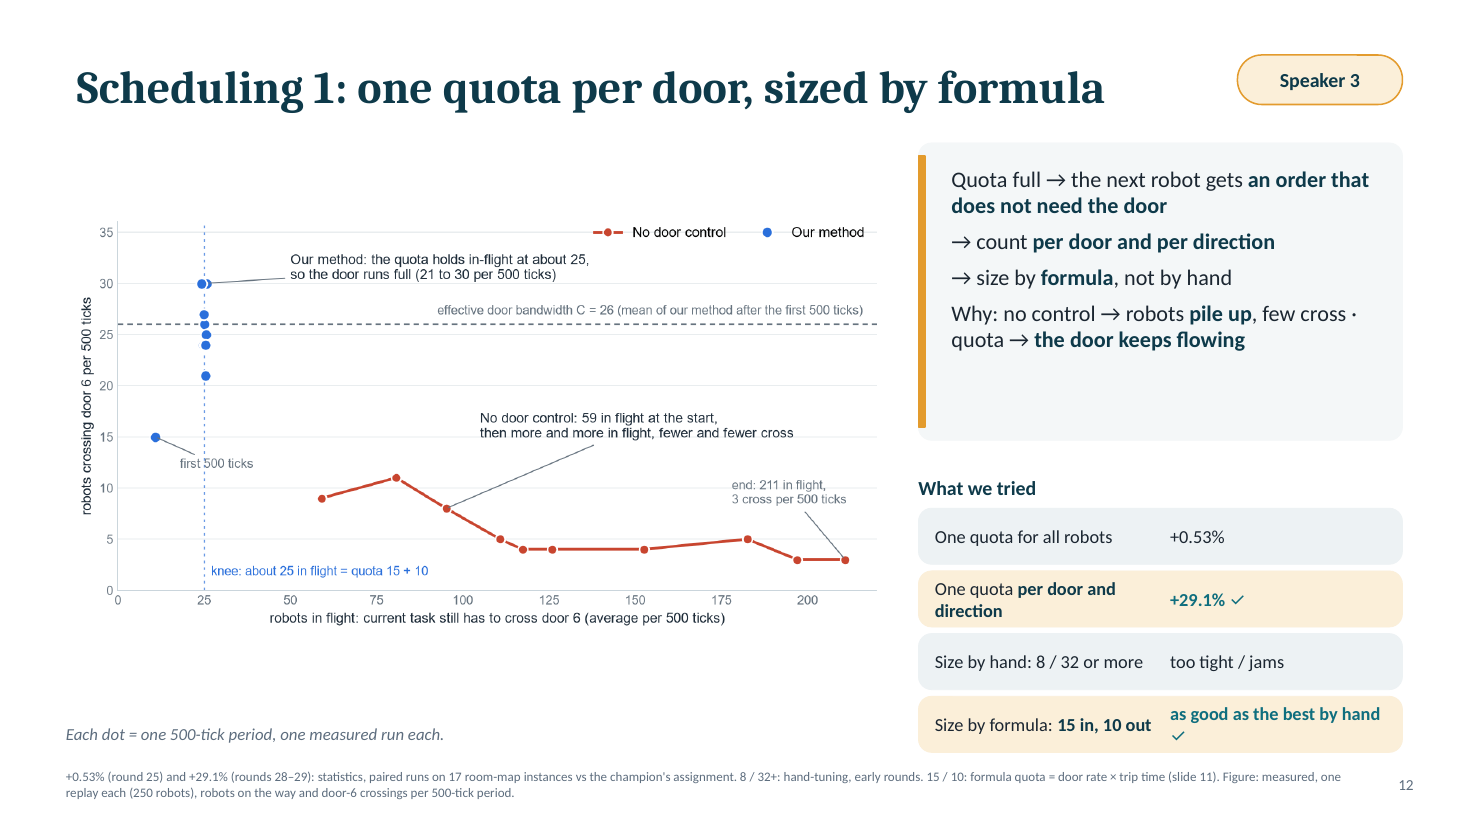 Scheduling 1: one quota per door, sized by formula
Speaker 3
35
30
25
20
15
10
5
0
robots crossing door 6 per 500 ticks
No door control
Our method
Our method: the quota holds in-flight at about 25,
so the door runs full (21 to 30 per 500 ticks)
effective door bandwidth C = 26 (mean of our method after the first 500 ticks)
No door control: 59 in flight at the start,
then more and more in flight, fewer and fewer cross
first 500 ticks
end: 211 in flight,
3 cross per 500 ticks
knee: about 25 in flight = quota 15 + 10
0 25 50 75 100 125 150 175 200
robots in flight: current task still has to cross door 6 (average per 500 ticks)
Each dot = one 500-tick period, one measured run each.
Quota full → the next robot gets an order that
does not need the door
→ count per door and per direction
→ size by formula, not by hand
Why: no control → robots pile up, few cross ·
quota → the door keeps flowing
What we tried
One quota for all robots +0.53%
One quota per door and
direction
+29.1% ✓
Size by hand: 8 / 32 or more too tight / jams
Size by formula: 15 in, 10 out
as good as the best by hand
✓
+0.53% (round 25) and +29.1% (rounds 28–29): statistics, paired runs on 17 room-map instances vs the champion's assignment. 8 / 32+: hand-tuning, early rounds. 15 / 10: formula quota = door rate × trip time (slide 11). Figure: measured, one
replay each (250 robots), robots on the way and door-6 crossings per 500-tick period.
12